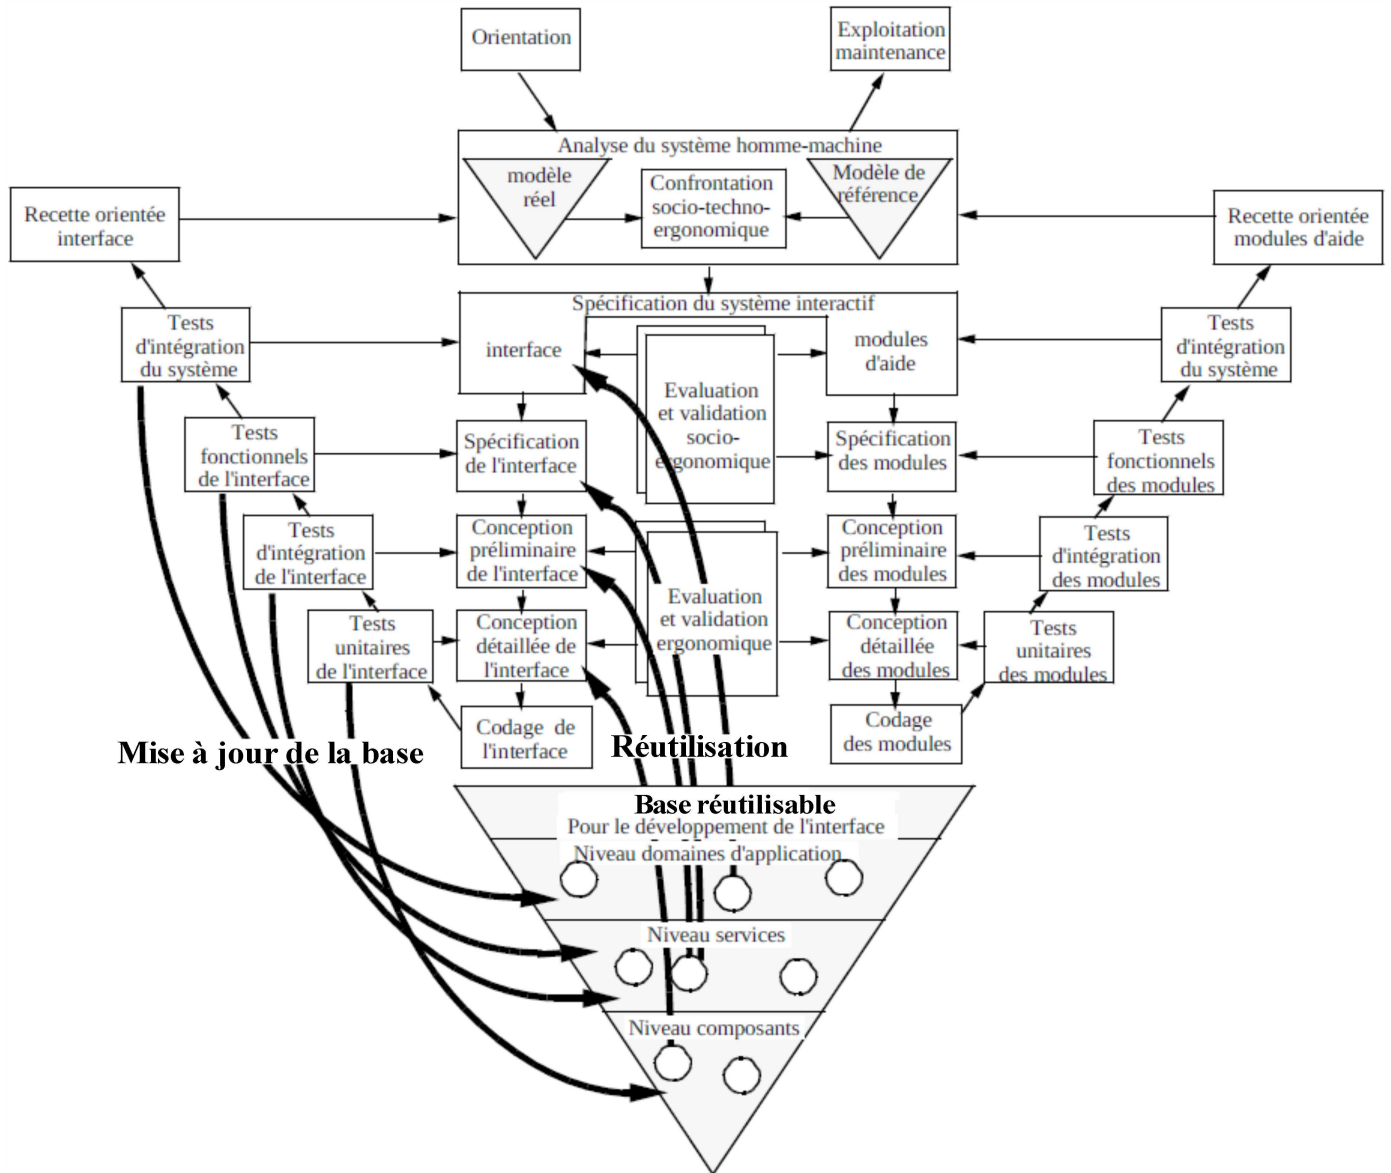 Orientation
Exploitation
maintenance
Analyse du système homme-machine
modèle
réel
Confrontation
socio-techno-
ergonomique
Modèle de
référence
Recette orientée
interface
Recette orientée
modules d'aide
Spécification du système interactif
interface
modules
d'aide
Tests
d'intégration
du système
Tests
d'intégration
du système
Evaluation
et validation
socio-
ergonomique
Tests
fonctionnels
de l'interface
Spécification
de l'interface
Spécification
des modules
Tests
fonctionnels
des modules
Tests
d'intégration
de l'interface
Conception
préliminaire
de l'interface
Conception
préliminaire
des modules
Tests
d'intégration
des modules
Evaluation
et validation
ergonomique
Tests
unitaires
de l'interface
Conception
détaillée de
l'interface
Conception
détaillée
des modules
Tests
unitaires
des modules
Codage de
l'interface
Codage
des modules
Mise à jour de la base
Réutilisation
Base réutilisable
Pour le développement de l'interface
Niveau domaines d'application
Niveau services
Niveau composants